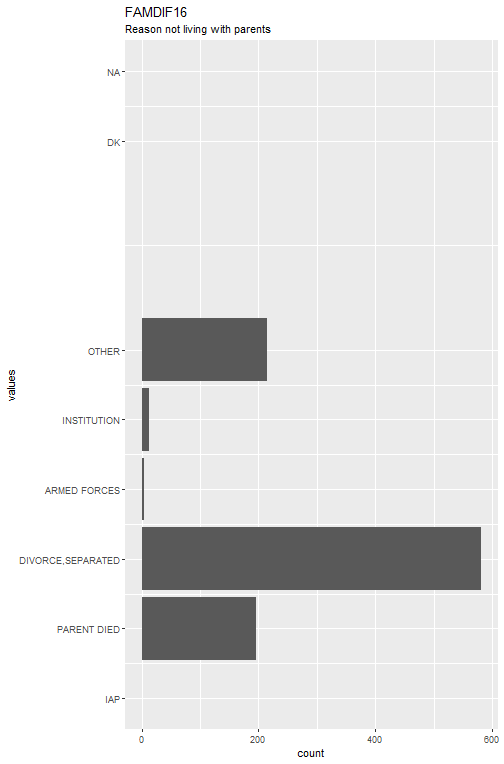 FAMDIF16
Reason not living with parents
NA
DK
OTHER
INSTITUTION
ARMED FORCES
DIVORCE,SEPARATED
PARENT DIED
IAP
values
0 200 400 600
count